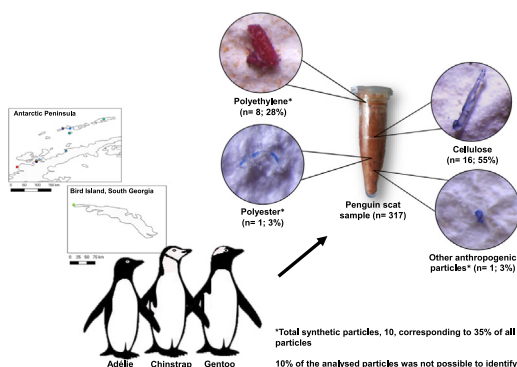 Polyethylene*
(n= 8; 28%)
Antarctic Peninsula
Cellulose
(n= 16; 55%)
Bird Island, South Georgia
Polyester*
(n= 1; 3%)
Penguin scat
sample (n= 317)
Other anthropogenic
particles* (n= 1; 3%)
Adélie
Chinstrap
Gentoo
*Total synthetic particles, 10, corresponding to 35% of all
particles
10% of the analysed particles was not possible to identify